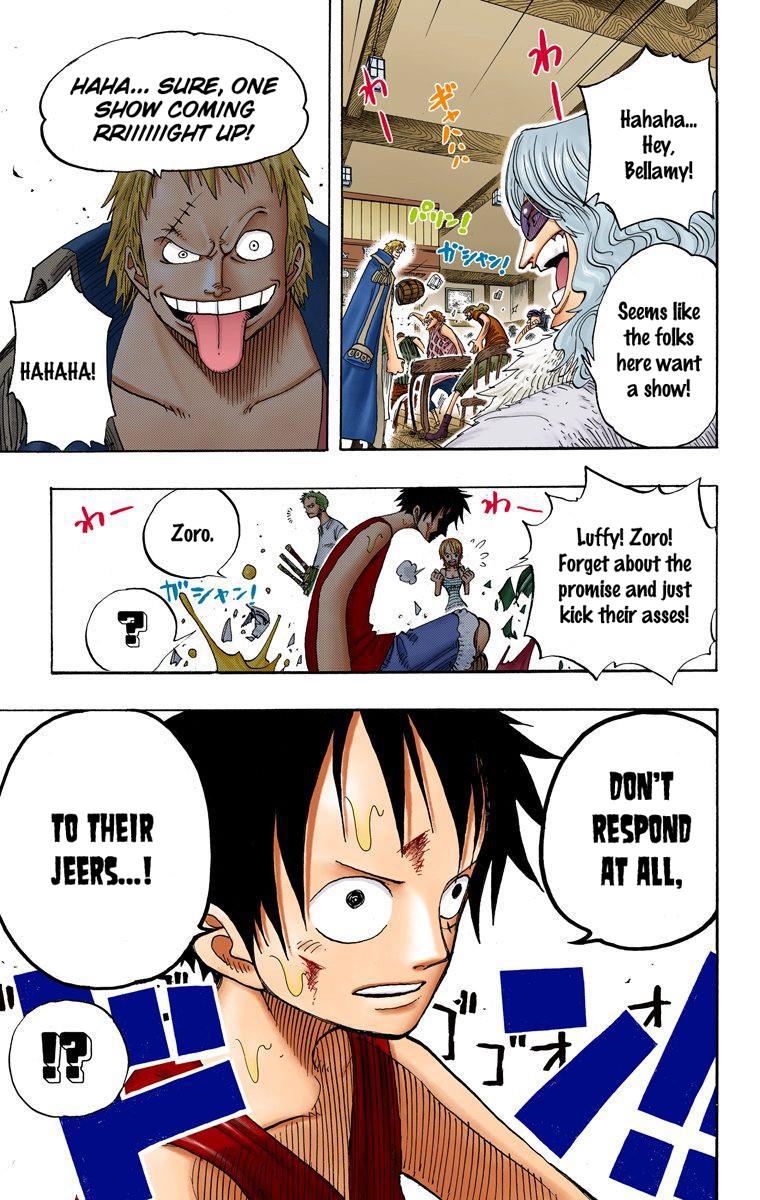 Hahaha...
Hey,
Bellamy!
わー
わー
ギャハハ...
パリン!
ガシャン!
Seems like
the folks
here want
a show!
HAHA... SURE, ONE
SHOW COMING
RRIIIIIIGHT UP!
HAHAHA!
Luffy! Zoro!
Forget about the
promise and just
kick their asses!
わー
わー
Zoro.
ガシャン!
?
DON'T
RESPOND
AT ALL,
TO THEIR
JEERS...!
!?
ドン!!
ゴゴオオ